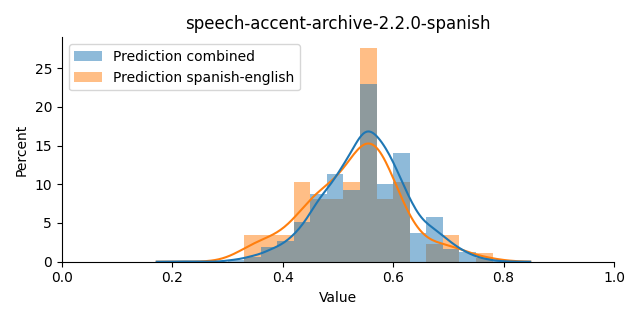 speech-accent-archive-2.2.0-spanish
Prediction combined
Prediction spanish-english
Percent
25
20
15
10
5
0
0.0 0.2 0.4 0.6 0.8 1.0
Value